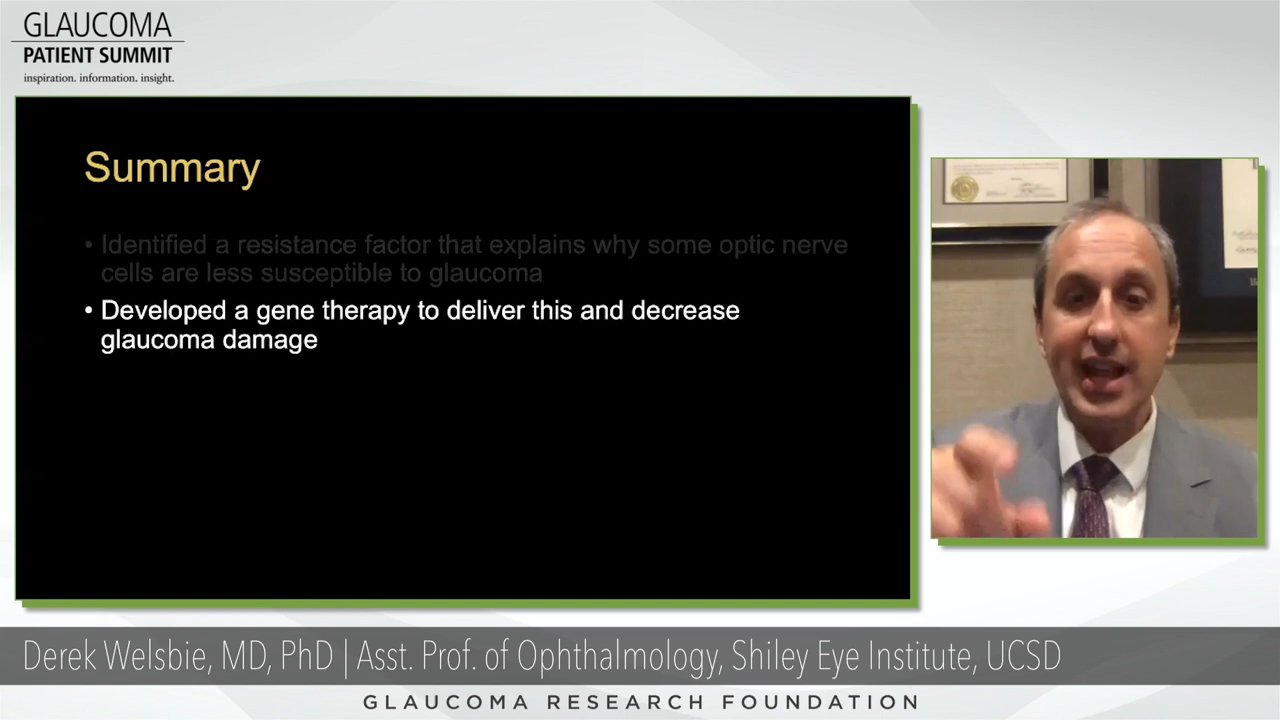 GLAUCOMA
PATIENT SUMMIT
inspiration. information. insight.
Summary
• Identified a resistance factor that explains why some optic nerve
cells are less susceptible to glaucoma
• Developed a gene therapy to deliver this and decrease
glaucoma damage
Derek Welsbie, MD, PhD | Asst. Prof. of Ophthalmology, Shiley Eye Institute, UCSD
GLAUCOMA RESEARCH FOUNDATION